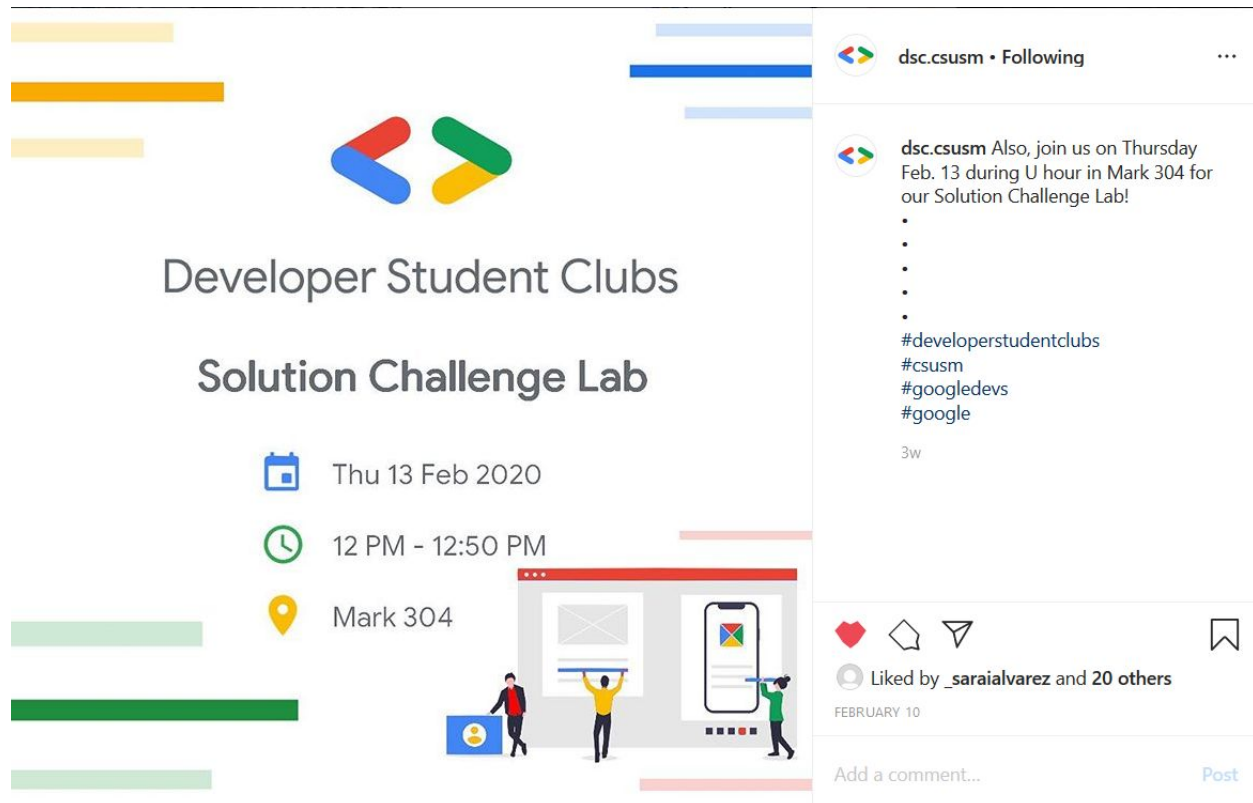 Developer Student Clubs
Solution Challenge Lab
Thu 13 Feb 2020
12 PM - 12:50 PM
Mark 304
dsc.csusm • Following
dsc.csusm Also, join us on Thursday
Feb. 13 during U hour in Mark 304 for
our Solution Challenge Lab!
•
•
•
•
•
#developerstudentclubs
#csusm
#googledevs
#google
3w
Liked by _saraialvarez and 20 others
FEBRUARY 10
Add a comment...
Post